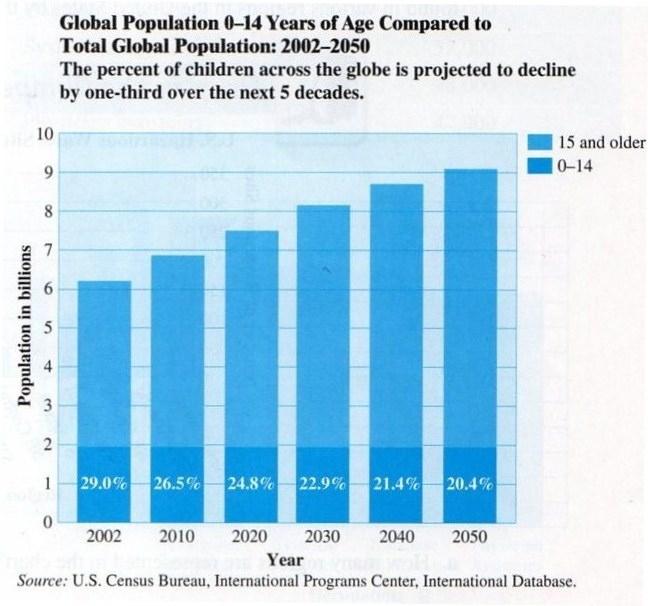 Global Population 0–14 Years of Age Compared to
Total Global Population: 2002–2050
The percent of children across the globe is projected to decline
by one-third over the next 5 decades.
10
9
8
7
6
5
4
3
2
1
0
Population in billions
15 and older
0–14
29.0% 26.5% 24.8% 22.9% 21.4% 20.4%
2002 2010 2020 2030 2040 2050
Year
Source: U.S. Census Bureau, International Programs Center, International Database.